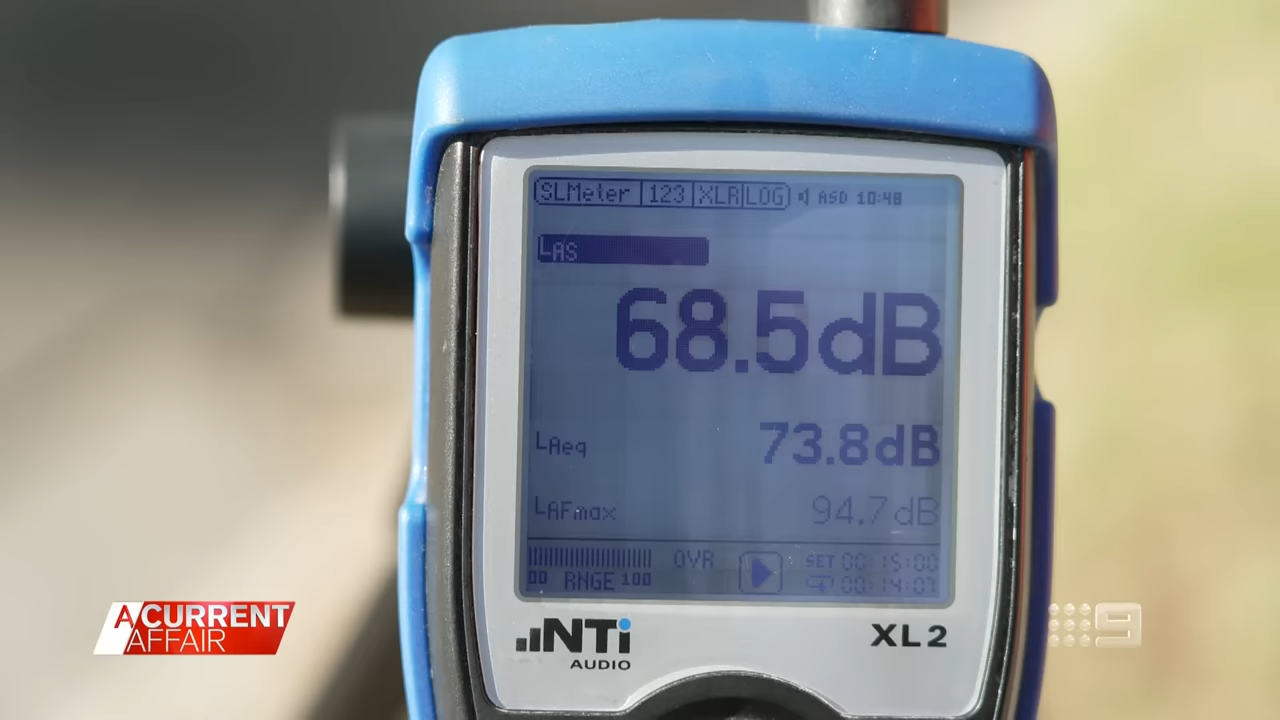 SLMeter 123 XLR LOG ASD 10:48
LAS
68.5dB
LAeq 73.8dB
LAFmax 94.7dB
OVR SET 00:15:00
00 RNGE 100 00:14:07
NTi
AUDIO
XL2
A CURRENT
AFFAIR
9